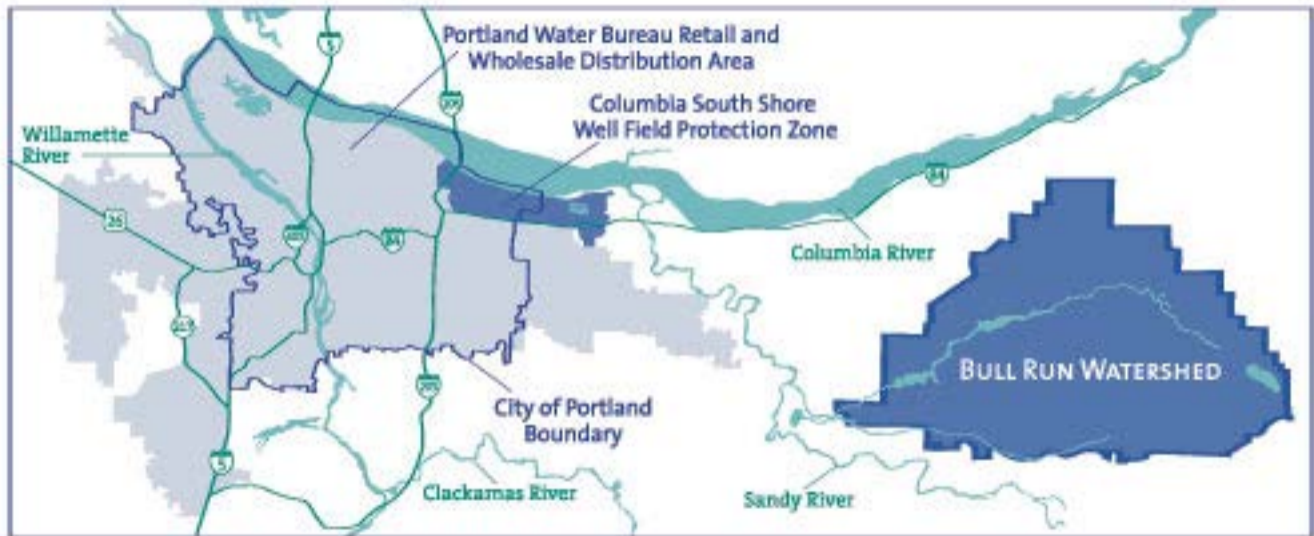 Portland Water Bureau Retail and
Wholesale Distribution Area
Columbia South Shore
Well Field Protection Zone
Willamette
River
5
205
84
26
405
84
217
Columbia River
BULL RUN WATERSHED
205
City of Portland
Boundary
5
Clackamas River
Sandy River